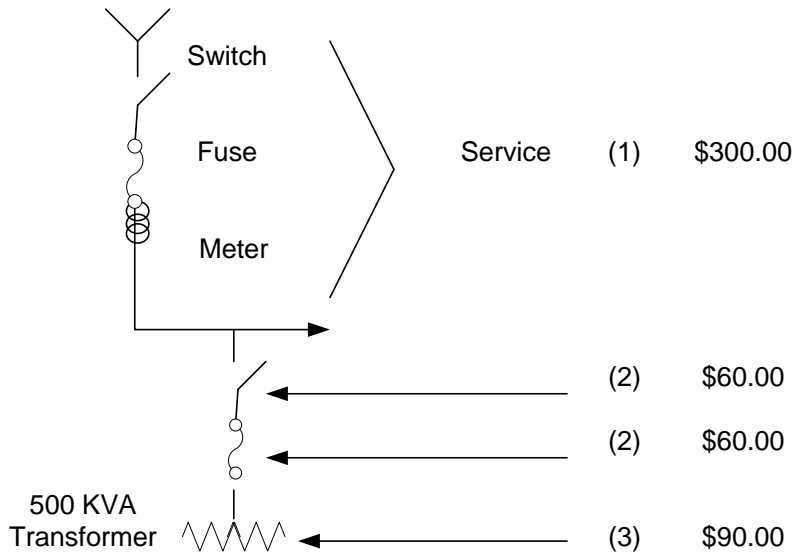 Switch
Fuse
Service (1) $300.00
Meter
(2) $60.00
(2) $60.00
500 KVA
Transformer
(3) $90.00